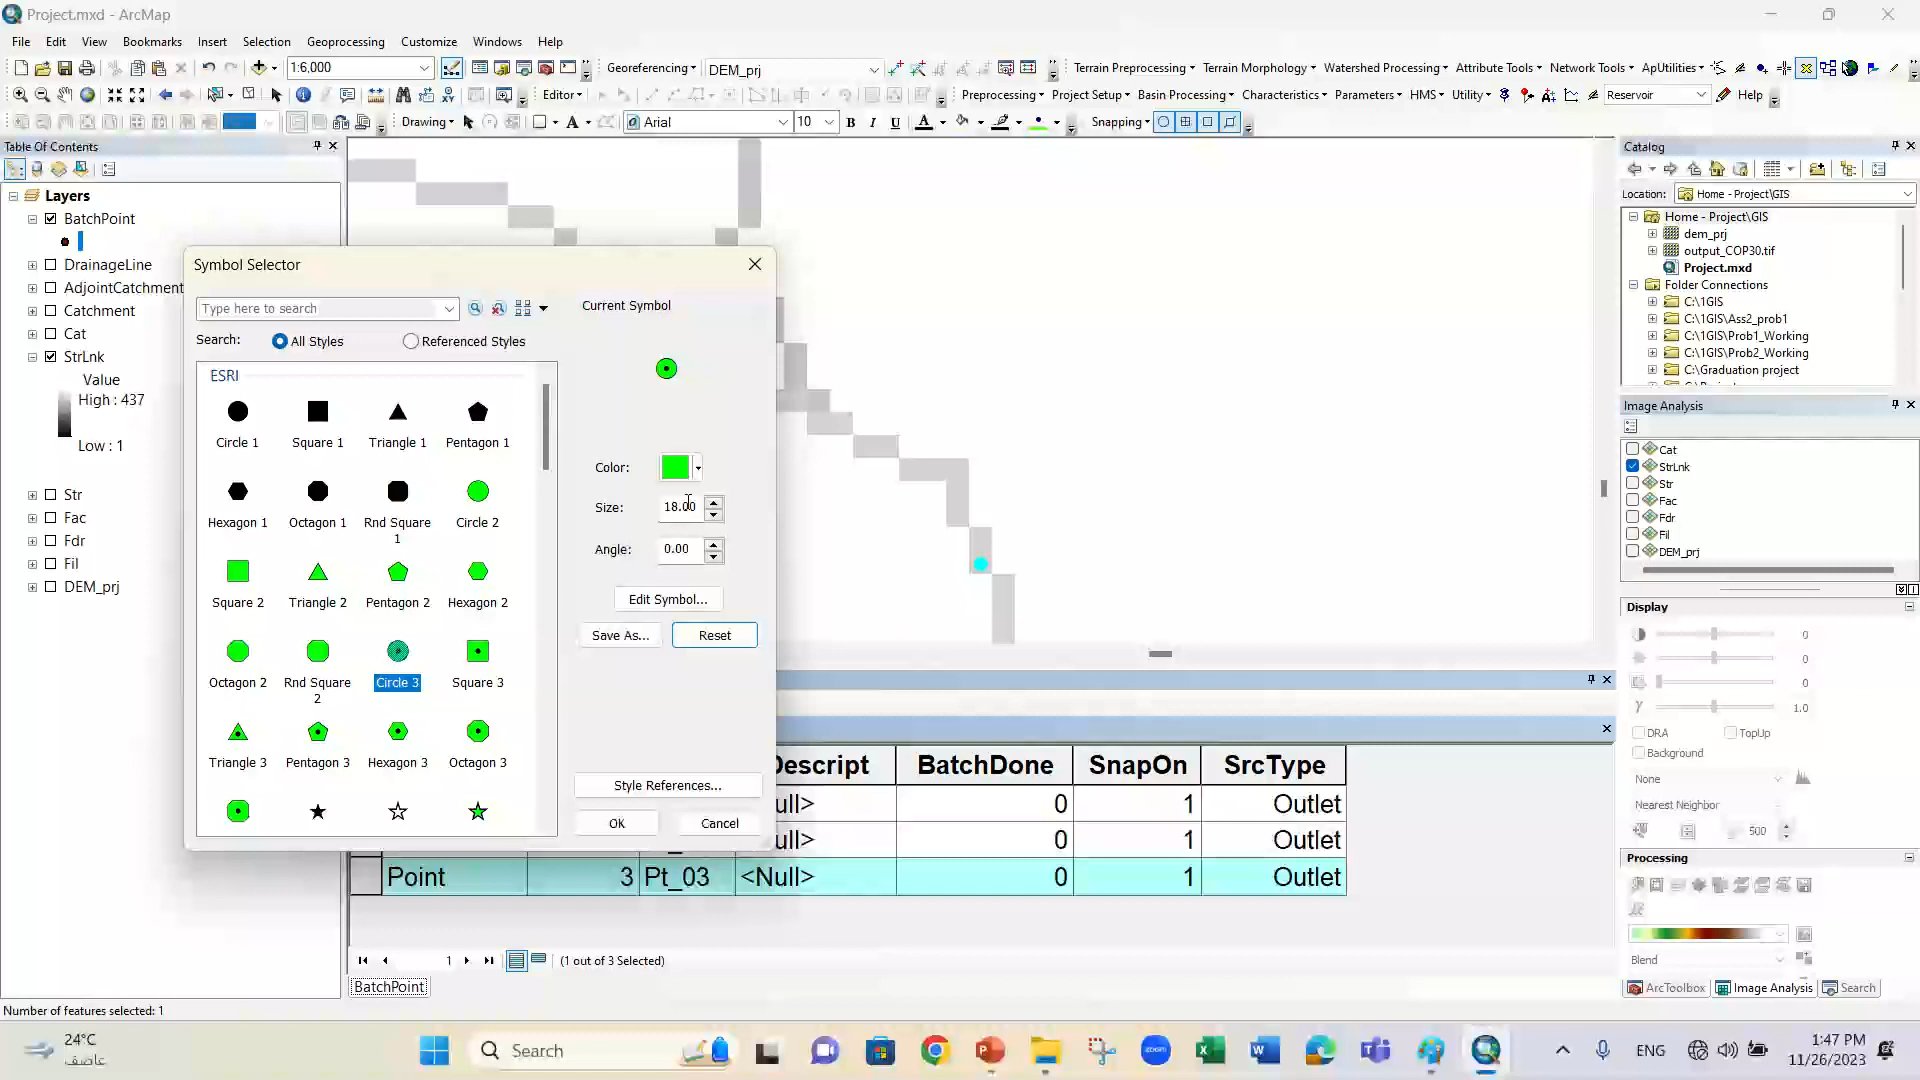 Project.mxd - ArcMap
File Edit View Bookmarks Insert Selection Geoprocessing Customize Windows Help
1:6,000 Georeferencing DEM_prj Terrain Preprocessing Terrain Morphology Watershed Processing Attribute Tools Network Tools ApUtilities
Editor Preprocessing Project Setup Basin Processing Characteristics Parameters HMS Utility Reservoir Help
Drawing A Arial 10 B I U A Snapping
Table Of Contents
Layers
BatchPoint
DrainageLine
AdjointCatchment
Catchment
Cat
StrLnk
Value
High : 437
Low : 1
Str
Fac
Fdr
Fil
DEM_prj
Symbol Selector
Type here to search
Search: All Styles Referenced Styles
ESRI
Circle 1 Square 1 Triangle 1 Pentagon 1
Hexagon 1 Octagon 1 Rnd Square 1 Circle 2
Square 2 Triangle 2 Pentagon 2 Hexagon 2
Octagon 2 Rnd Square 2 Circle 3 Square 3
Triangle 3 Pentagon 3 Hexagon 3 Octagon 3
Current Symbol
Color:
Size: 18.00
Angle: 0.00
Edit Symbol...
Save As... Reset
Style References...
OK Cancel
Descript BatchDone SnapOn SrcType
ull> 0 1 Outlet
ull> 0 1 Outlet
Point 3 Pt_03 <Null> 0 1 Outlet
1 (1 out of 3 Selected)
BatchPoint
Catalog
Location: Home - Project\GIS
Home - Project\GIS
dem_prj
output_COP30.tif
Project.mxd
Folder Connections
C:\1GIS
C:\1GIS\Ass2_prob1
C:\1GIS\Prob1_Working
C:\1GIS\Prob2_Working
C:\Graduation project
Image Analysis
Cat
StrLnk
Str
Fac
Fdr
Fil
DEM_prj
Display
0
0
0
1.0
DRA TopUp
Background
None
Nearest Neighbor
500
Processing
Blend
ArcToolbox Image Analysis Search
Number of features selected: 1
24°C
عاصف
Search
zoom
ENG
1:47 PM
11/26/2023